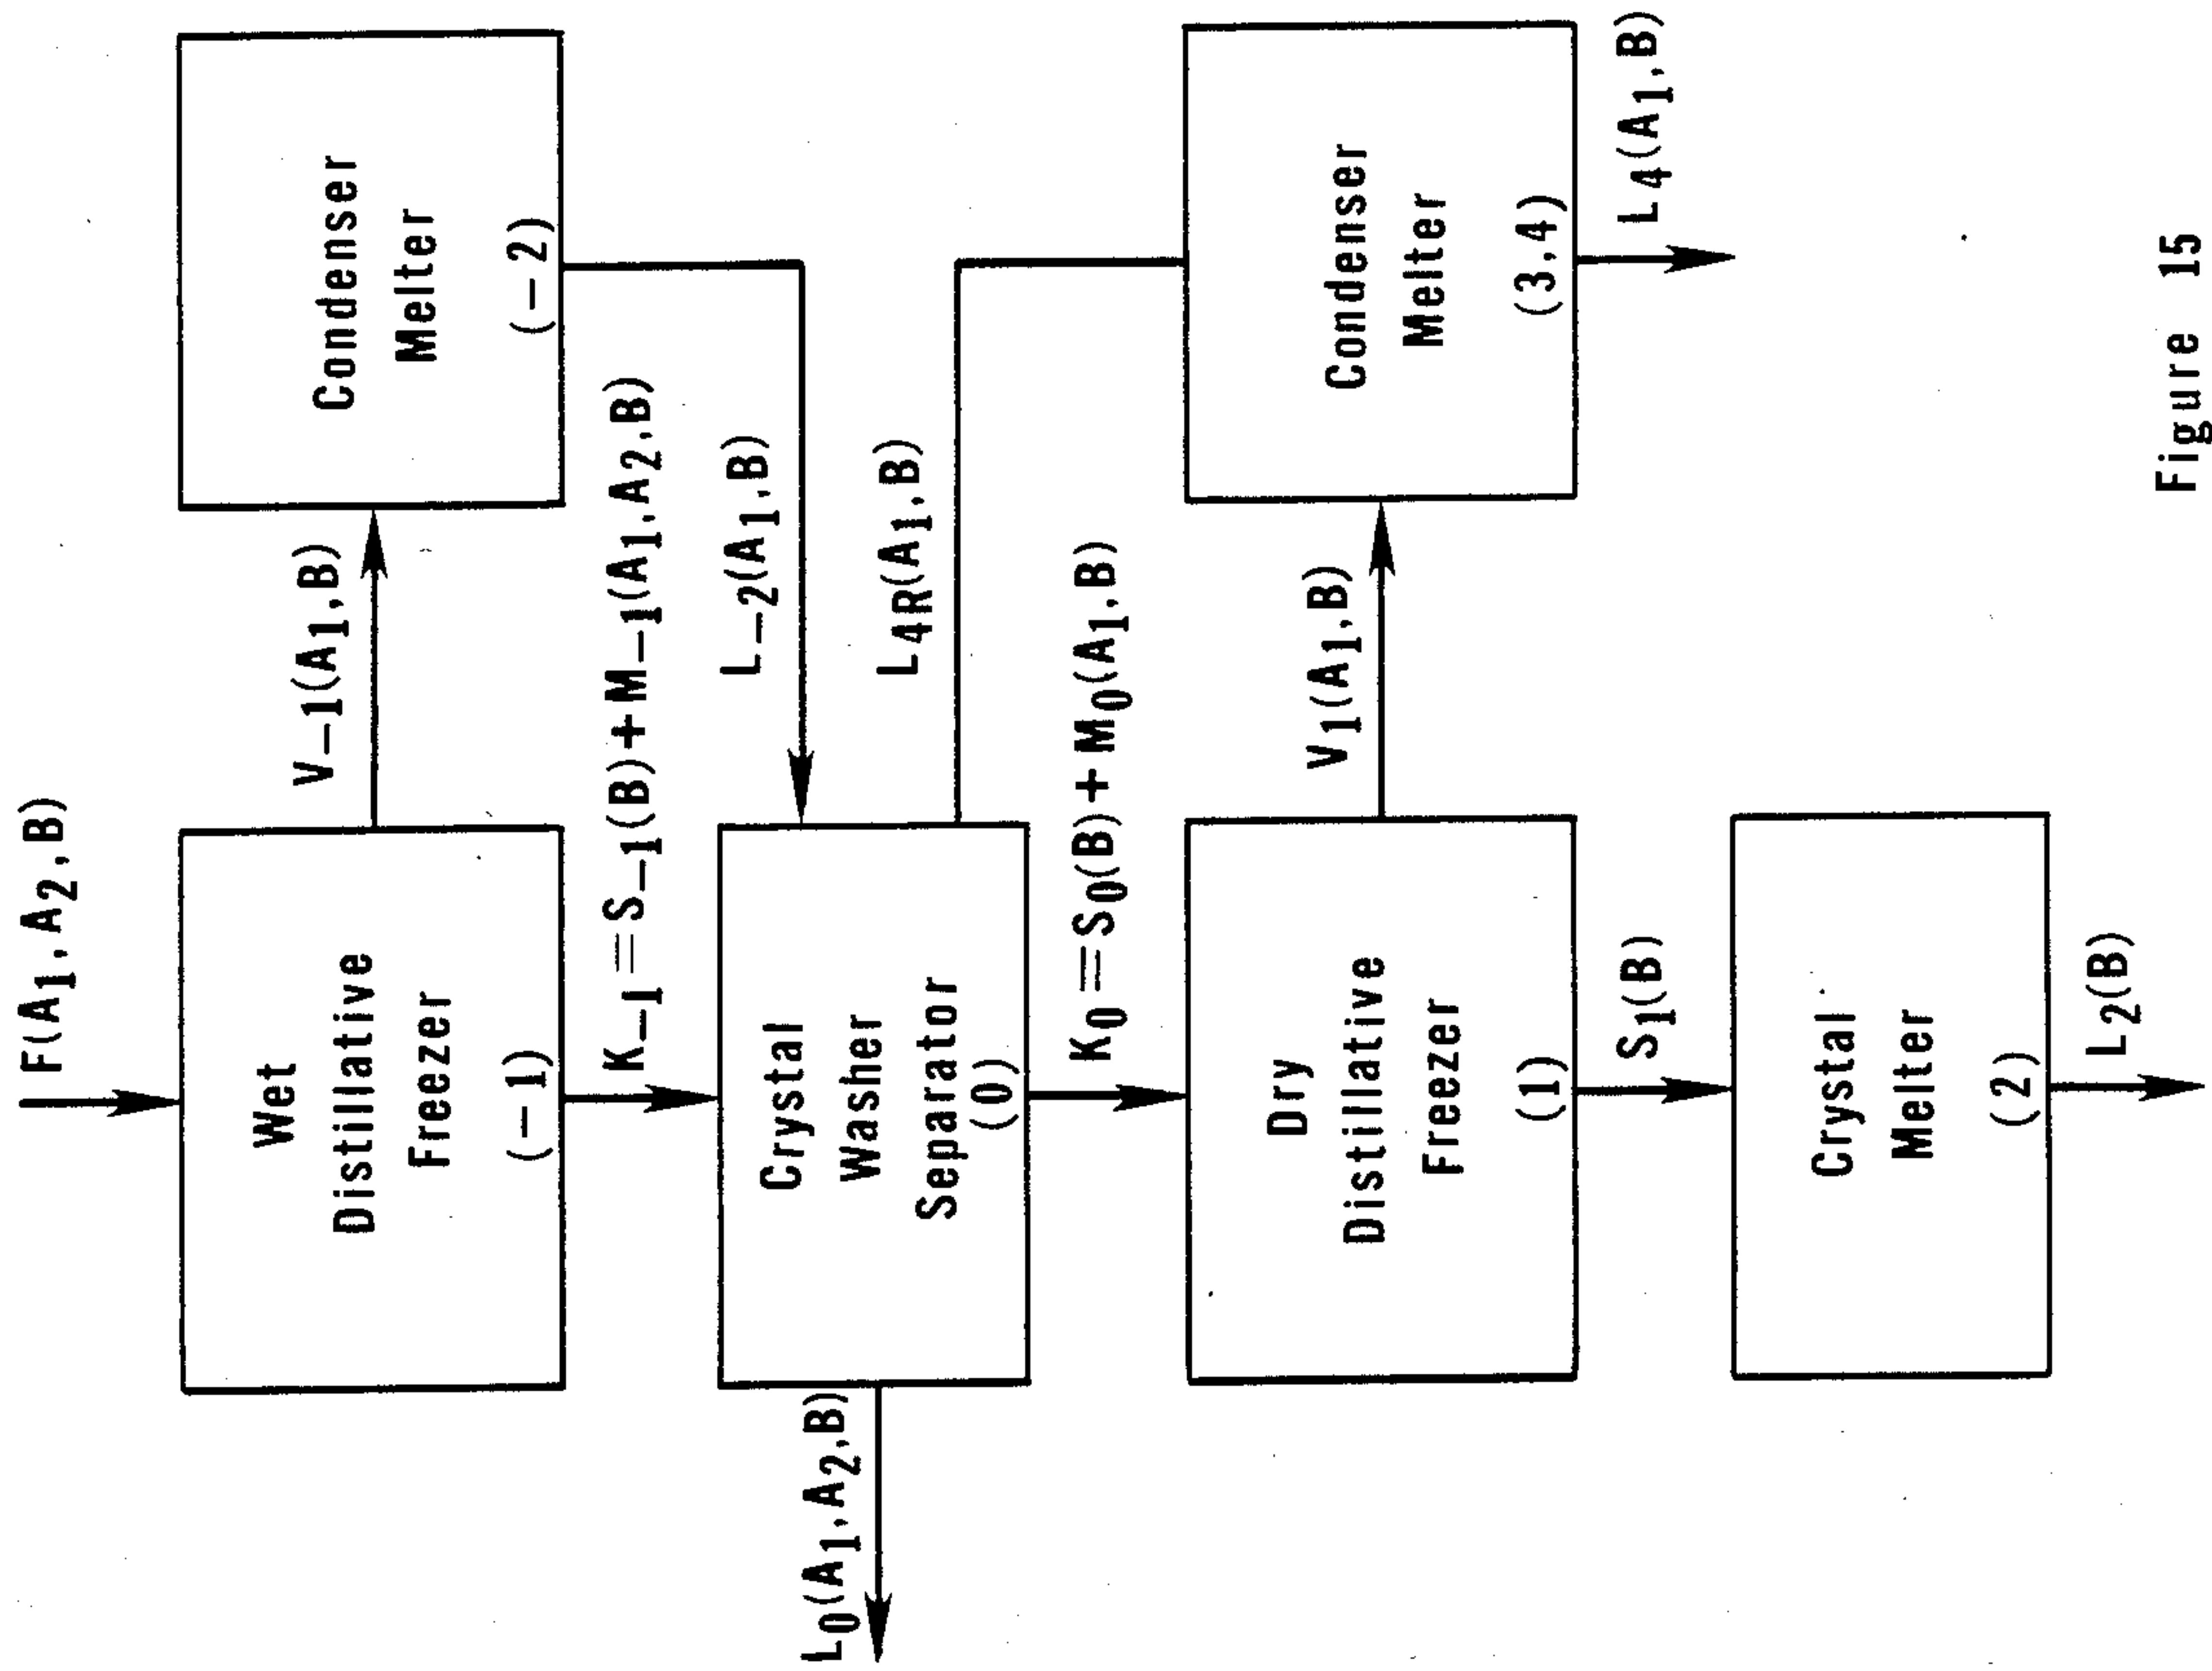 F(A₁,A₂,B)
Wet
Distillative
Freezer
(−1)
V₋₁(A₁,B)
Condenser
Melter
(−2)
K₋₁=S₋₁(B)+M₋₁(A₁,A₂,B)
L₋₂(A₁,B)
Crystal
Washer
Separator
(0)
L₀(A₁,A₂,B)
L₄R(A₁,B)
K₀=S₀(B)+M₀(A₁,B)
Dry
Distillative
Freezer
(1)
V₁(A₁,B)
Condenser
Melter
(3,4)
L₄(A₁,B)
S₁(B)
Crystal
Melter
(2)
L₂(B)
Figure 15